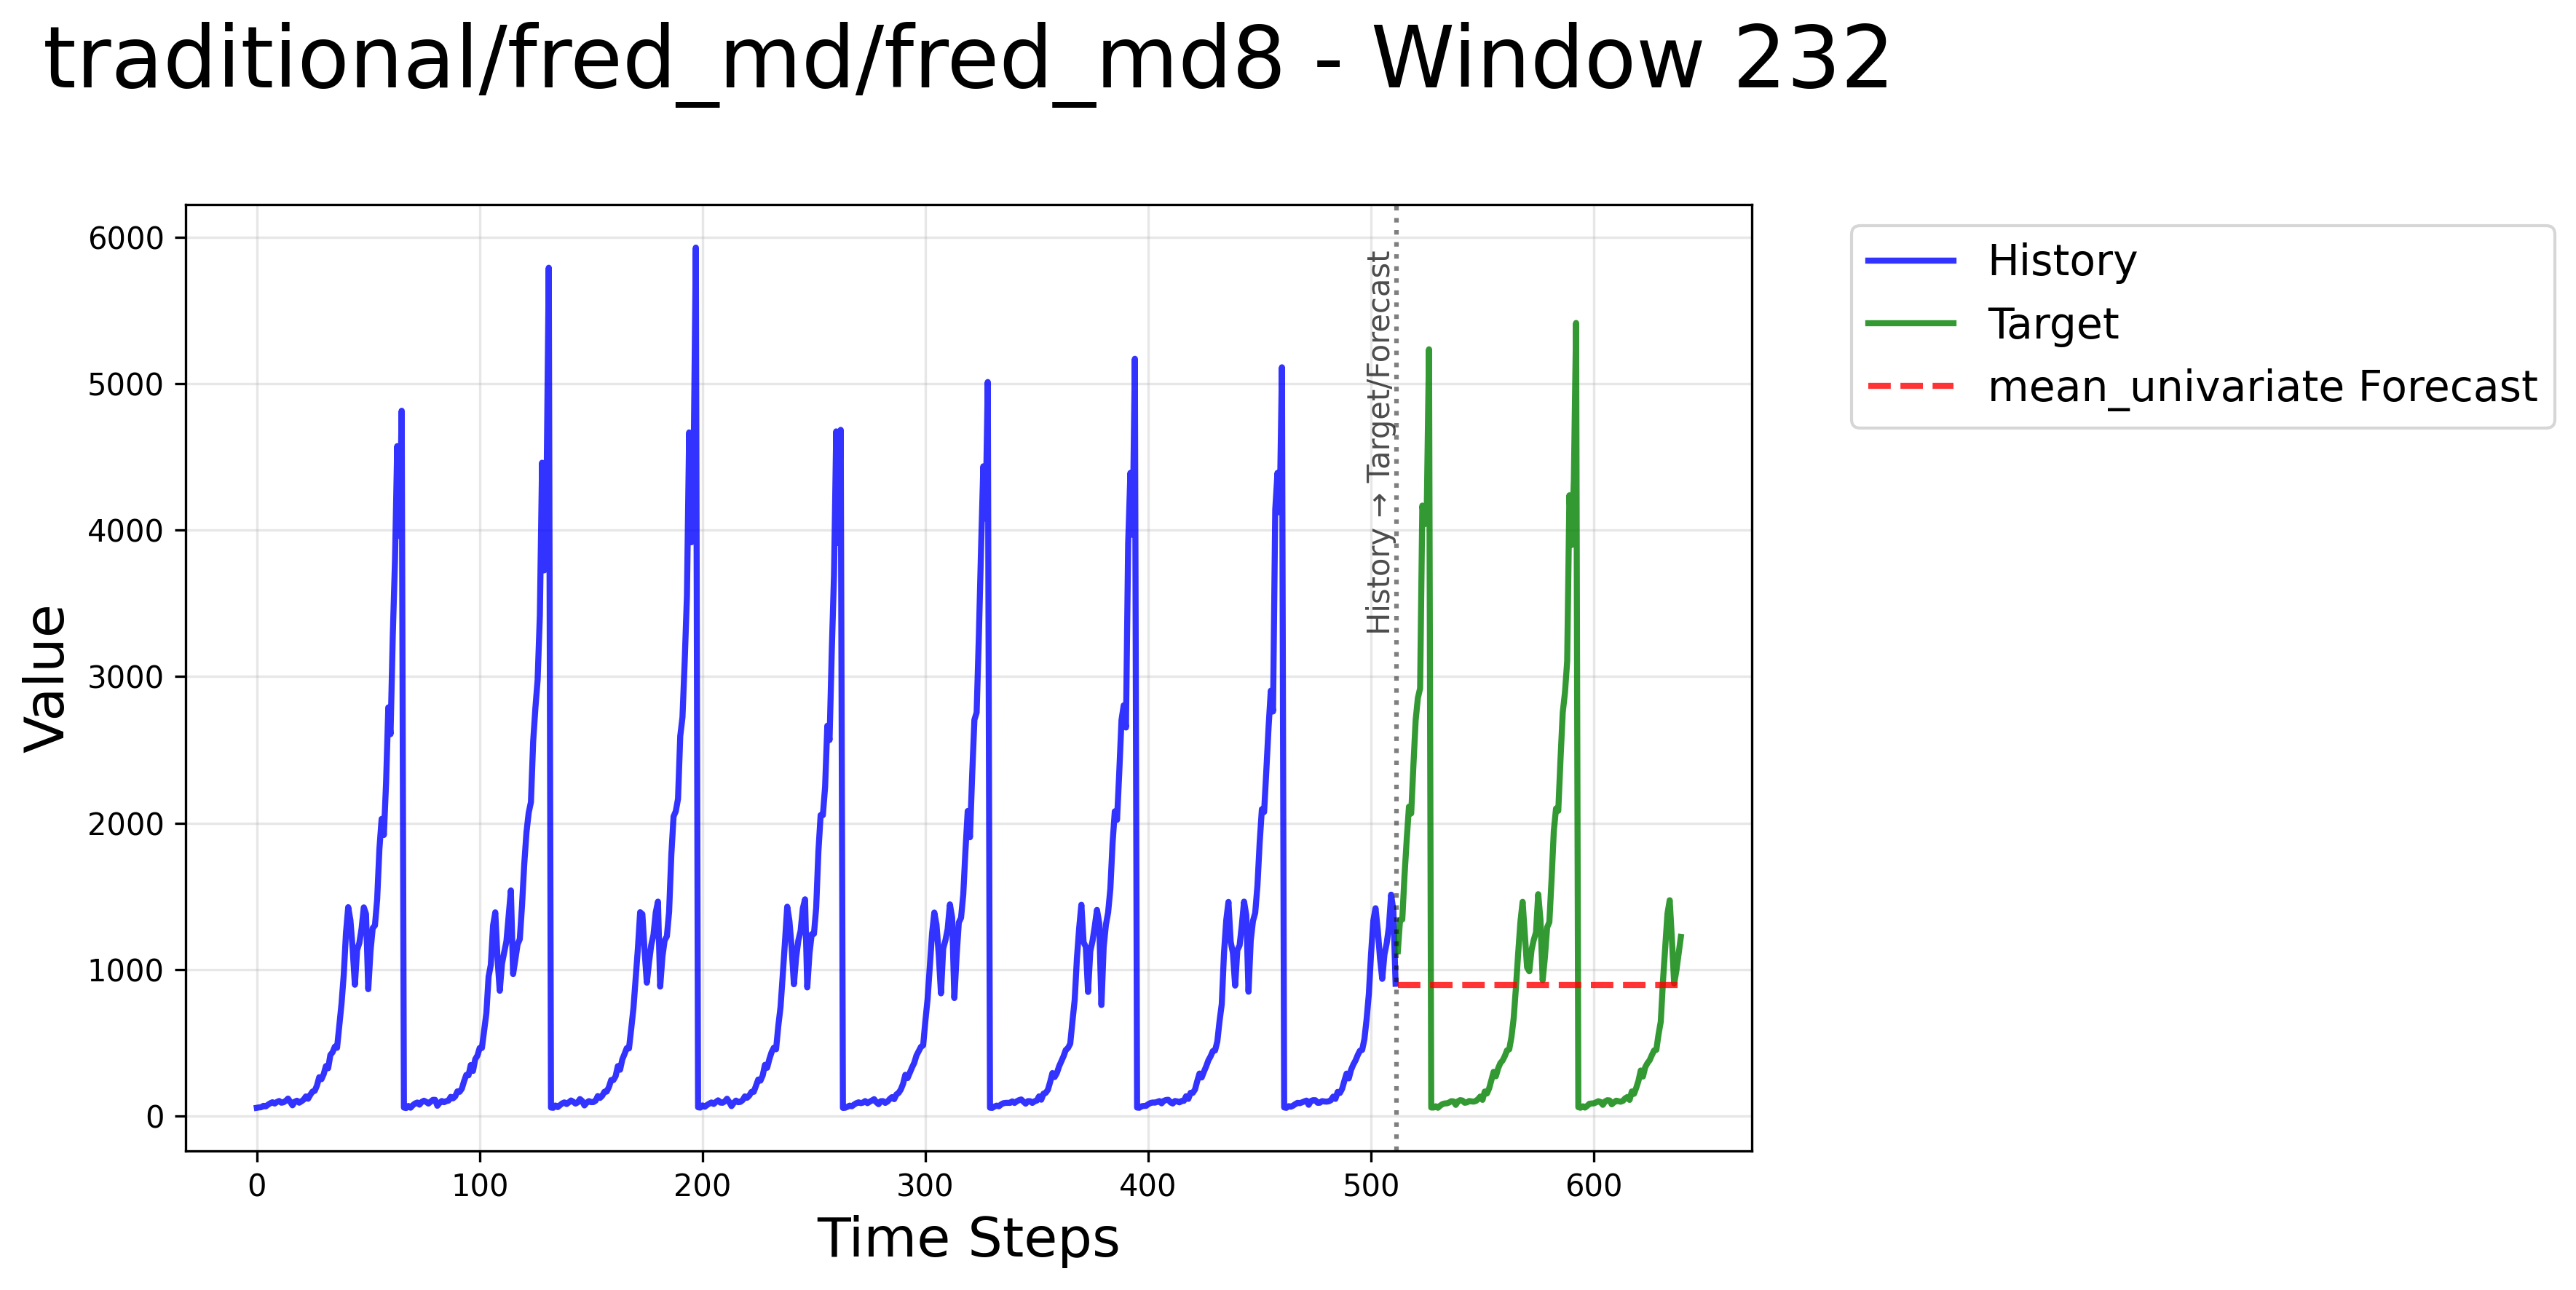 traditional/fred_md/fred_md8 - Window 232
History
Target
mean_univariate Forecast
History → Target/Forecast
Value
6000
5000
4000
3000
2000
1000
0
0 100 200 300 400 500 600
Time Steps